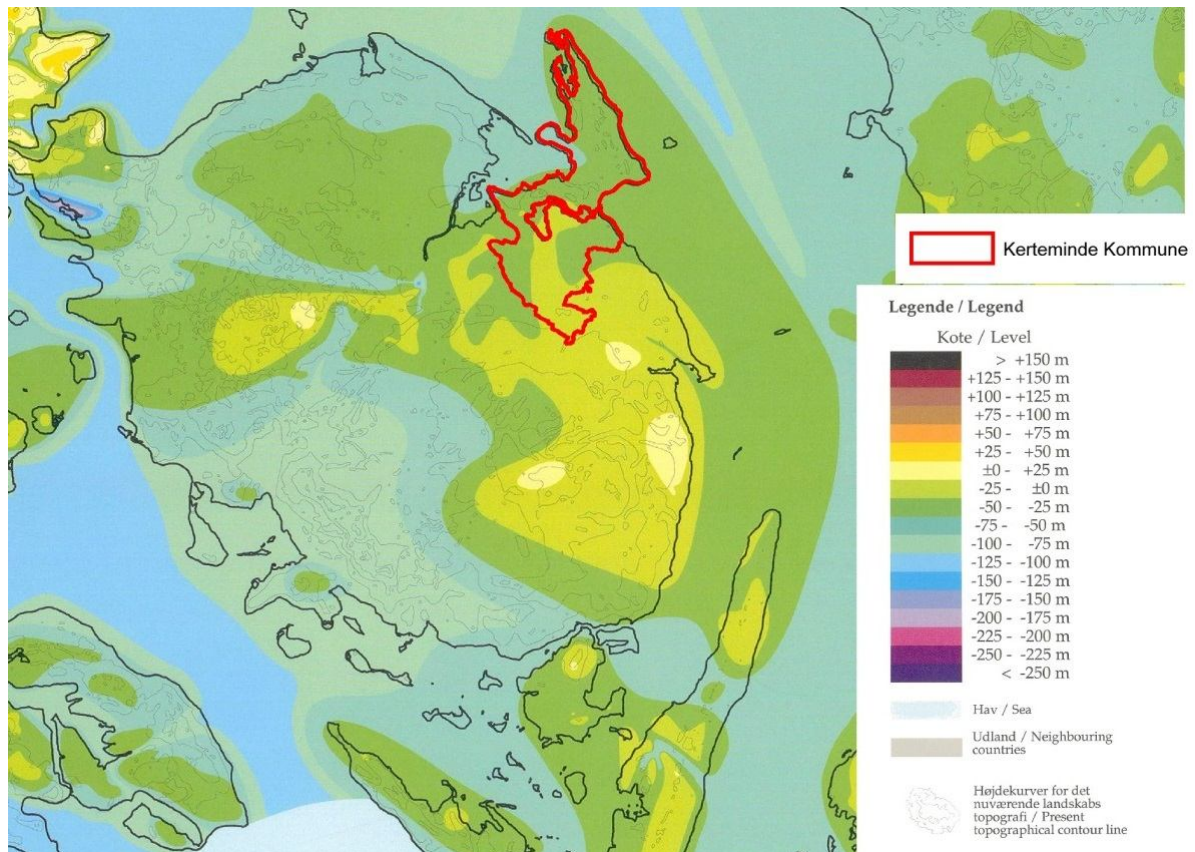 Kerteminde Kommune
Legende / Legend
Kote / Level
> +150 m
+125 - +150 m
+100 - +125 m
+75 - +100 m
+50 - +75 m
+25 - +50 m
±0 - +25 m
-25 - ±0 m
-50 - -25 m
-75 - -50 m
-100 - -75 m
-125 - -100 m
-150 - -125 m
-175 - -150 m
-200 - -175 m
-225 - -200 m
-250 - -225 m
< -250 m
Hav / Sea
Udland / Neighbouring
countries
Højdekurver for det
nuværende landskabs
topografi / Present
topographical contour line